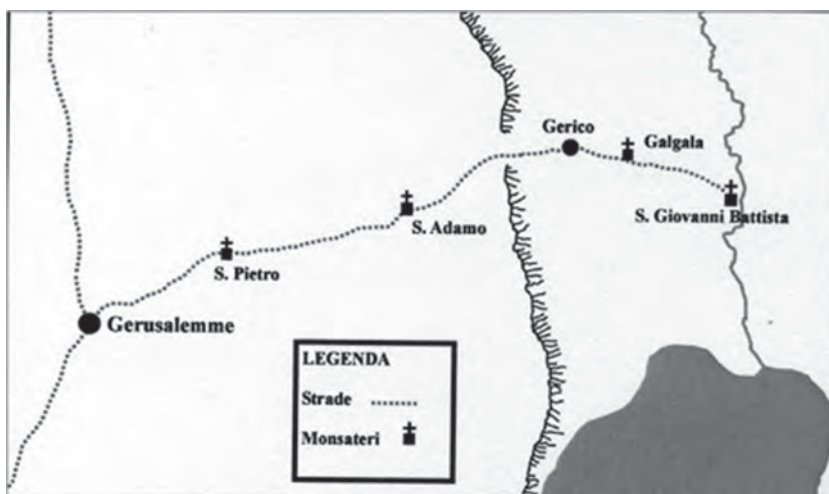 Gerico
Galgala
S. Giovanni Battista
S. Adamo
S. Pietro
Gerusalemme
LEGENDA
Strade
Monsateri